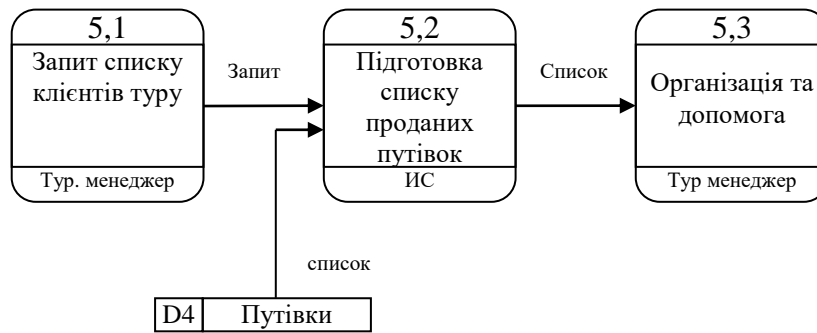 5,1
Запит списку
клієнтів туру
Тур. менеджер
Запит
5,2
Підготовка
списку
проданих
путівок
ИС
Список
5,3
Організація та
допомога
Тур менеджер
список
D4 Путівки